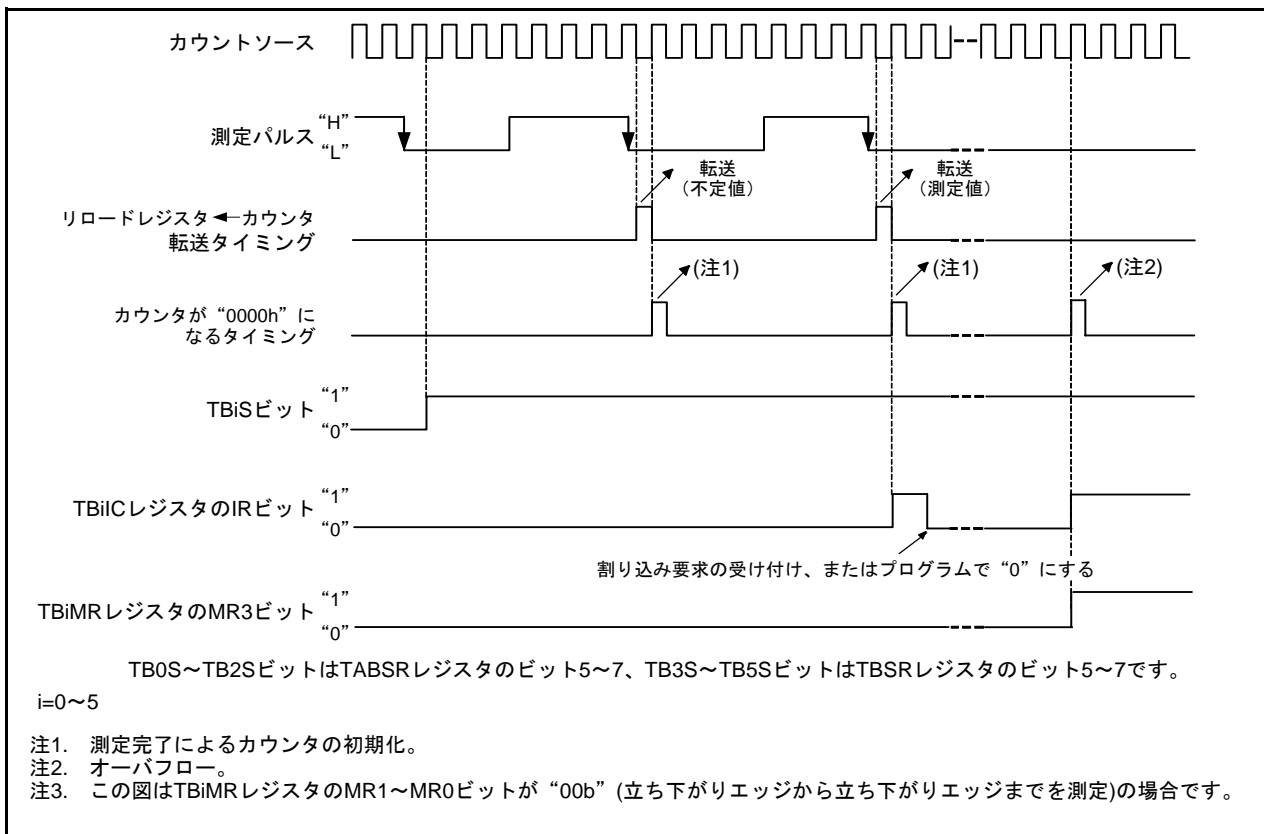 カウントソース
測定パルス
“H”
“L”
転送
(不定値)
転送
(測定値)
リロードレジスタ←カウンタ
転送タイミング
(注1)
(注1)
(注2)
カウンタが“0000h”に
なるタイミング
TBiSビット
“1”
“0”
TBiICレジスタのIRビット
“1”
“0”
割り込み要求の受け付け、またはプログラムで“0”にする
TBiMRレジスタのMR3ビット
“1”
“0”
TB0S～TB2SビットはTABSRレジスタのビット5～7、TB3S～TB5SビットはTBSRレジスタのビット5～7です。
i=0～5
注1. 測定完了によるカウンタの初期化。
注2. オーバフロー。
注3. この図はTBiMRレジスタのMR1～MR0ビットが“00b”(立ち下がりエッジから立ち下がりエッジまでを測定)の場合です。